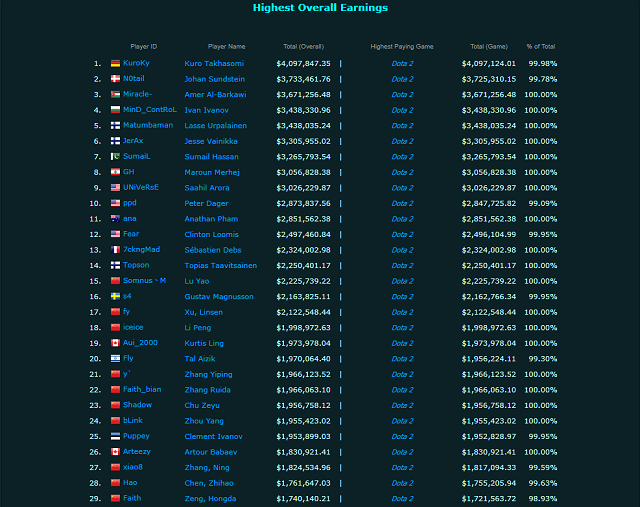 Highest Overall Earnings
Player ID Player Name Total (Overall) Highest Paying Game Total (Game) % of Total
1. KuroKy Kuro Takhasomi $4,097,847.35 | Dota 2 $4,097,124.01 99.98%
2. N0tail Johan Sundstein $3,733,461.76 | Dota 2 $3,725,310.15 99.78%
3. Miracle- Amer Al-Barkawi $3,671,256.48 | Dota 2 $3,671,256.48 100.00%
4. MinD_ContRoL Ivan Ivanov $3,438,330.96 | Dota 2 $3,438,330.96 100.00%
5. Matumbaman Lasse Urpalainen $3,438,035.24 | Dota 2 $3,438,035.24 100.00%
6. JerAx Jesse Vainikka $3,305,955.02 | Dota 2 $3,305,955.02 100.00%
7. SumaiL Sumail Hassan $3,265,793.54 | Dota 2 $3,265,793.54 100.00%
8. GH Maroun Merhej $3,056,828.38 | Dota 2 $3,056,828.38 100.00%
9. UNiVeRsE Saahil Arora $3,026,229.87 | Dota 2 $3,026,229.87 100.00%
10. ppd Peter Dager $2,873,837.56 | Dota 2 $2,847,725.82 99.09%
11. ana Anathan Pham $2,851,562.38 | Dota 2 $2,851,562.38 100.00%
12. Fear Clinton Loomis $2,497,460.84 | Dota 2 $2,496,104.99 99.95%
13. 7ckngMad Sébastien Debs $2,324,002.98 | Dota 2 $2,324,002.98 100.00%
14. Topson Topias Taavitsainen $2,250,401.17 | Dota 2 $2,250,401.17 100.00%
15. Somnus丶M Lu Yao $2,225,739.22 | Dota 2 $2,225,739.22 100.00%
16. s4 Gustav Magnusson $2,163,825.11 | Dota 2 $2,162,766.34 99.95%
17. fy Xu, Linsen $2,122,548.44 | Dota 2 $2,122,548.44 100.00%
18. iceice Li Peng $1,998,972.63 | Dota 2 $1,998,972.63 100.00%
19. Aui_2000 Kurtis Ling $1,973,978.04 | Dota 2 $1,973,978.04 100.00%
20. Fly Tal Aizik $1,970,064.40 | Dota 2 $1,956,224.11 99.30%
21. y` Zhang Yiping $1,966,123.52 | Dota 2 $1,966,123.52 100.00%
22. Faith_bian Zhang Ruida $1,966,063.10 | Dota 2 $1,966,063.10 100.00%
23. Shadow Chu Zeyu $1,956,758.12 | Dota 2 $1,956,758.12 100.00%
24. bLink Zhou Yang $1,955,423.02 | Dota 2 $1,955,423.02 100.00%
25. Puppey Clement Ivanov $1,953,899.03 | Dota 2 $1,952,828.97 99.95%
26. Arteezy Artour Babaev $1,830,921.41 | Dota 2 $1,830,921.41 100.00%
27. xiao8 Zhang, Ning $1,824,534.96 | Dota 2 $1,817,094.33 99.59%
28. Hao Chen, Zhihao $1,761,647.03 | Dota 2 $1,755,205.94 99.63%
29. Faith Zeng, Hongda $1,740,140.21 | Dota 2 $1,721,563.72 98.93%